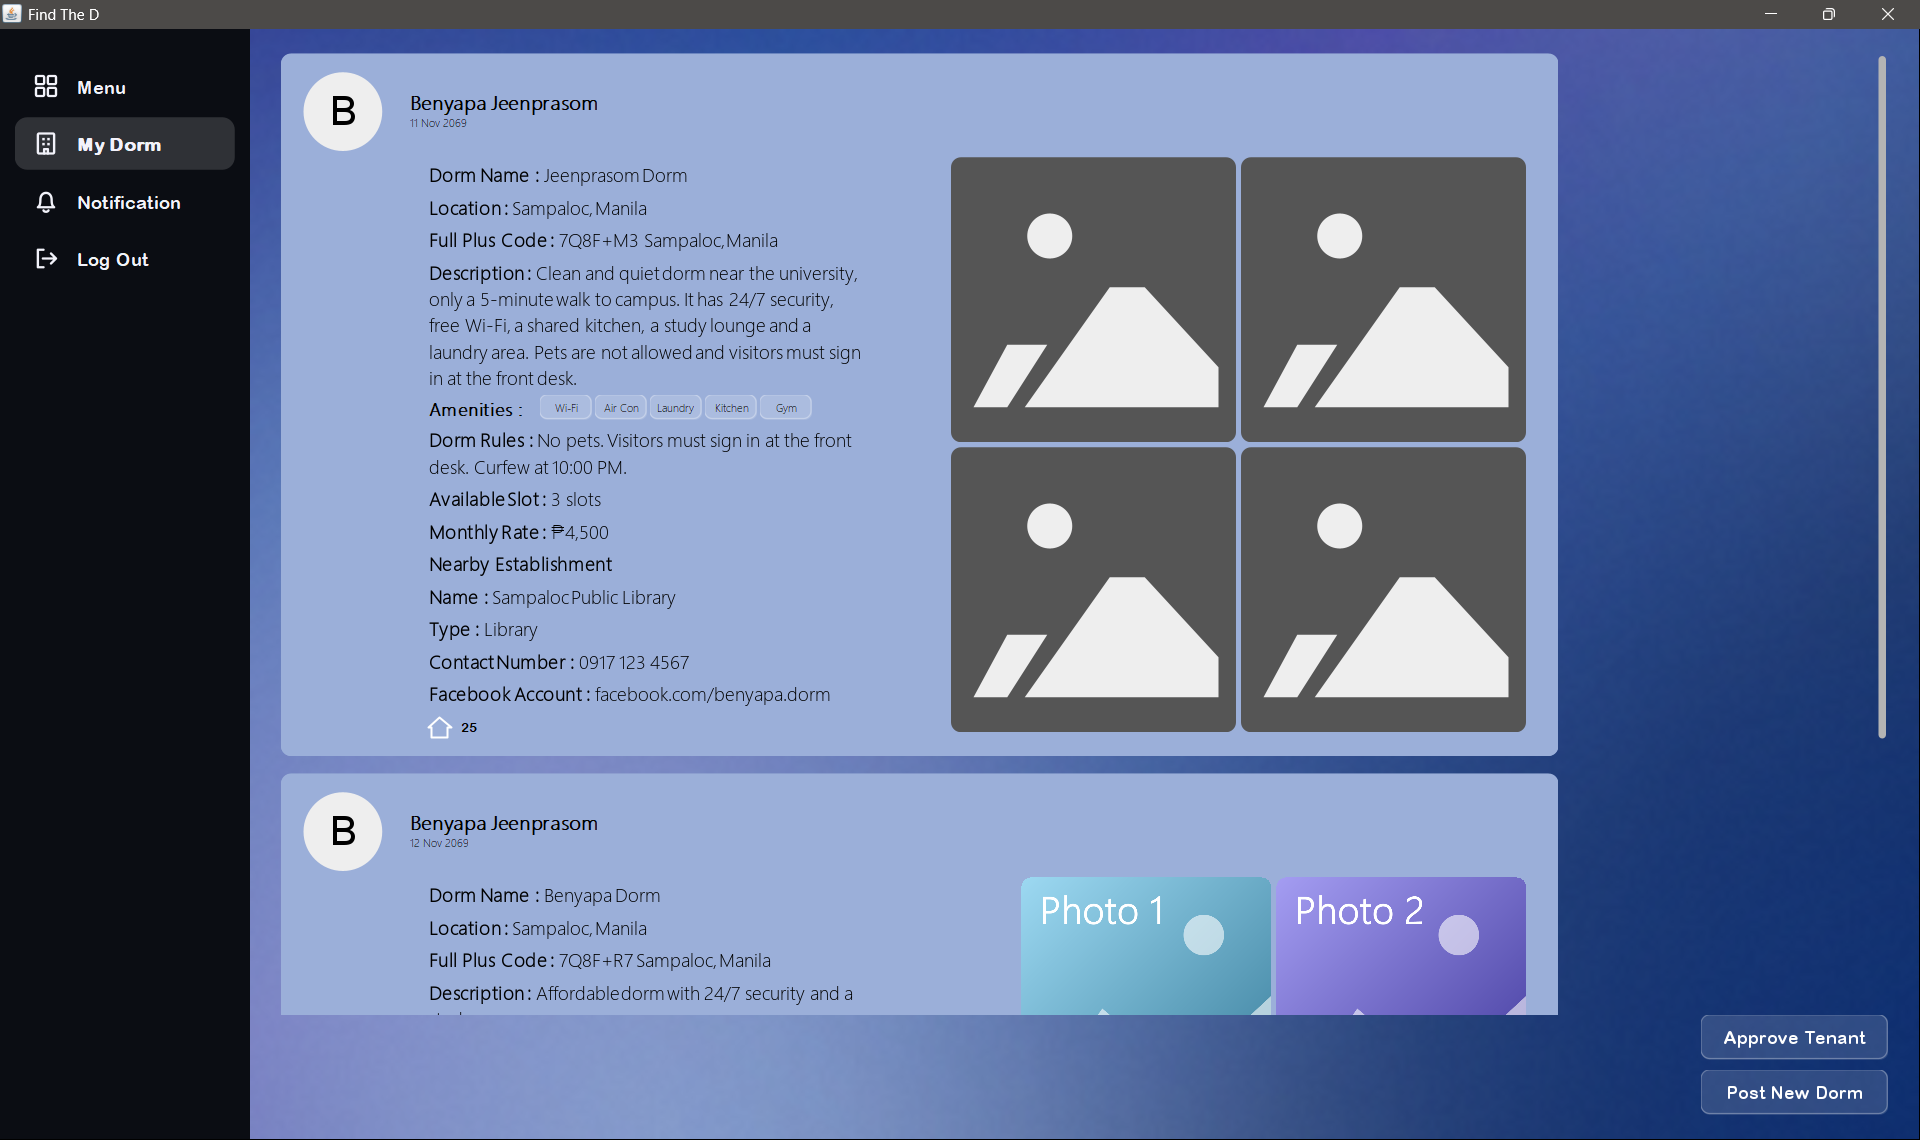 Find The D
Menu
My Dorm
Notification
Log Out
B
Benyapa Jeenprasom
11 Nov 2069
Dorm Name : Jeenprasom Dorm
Location : Sampaloc, Manila
Full Plus Code : 7Q8F+M3 Sampaloc, Manila
Description : Clean and quiet dorm near the university,
only a 5-minute walk to campus. It has 24/7 security,
free Wi-Fi, a shared kitchen, a study lounge and a
laundry area. Pets are not allowed and visitors must sign
in at the front desk.
Amenities : Wi-Fi Air Con Laundry Kitchen Gym
Dorm Rules : No pets. Visitors must sign in at the front
desk. Curfew at 10:00 PM.
Available Slot : 3 slots
Monthly Rate : ₱4,500
Nearby Establishment
Name : Sampaloc Public Library
Type : Library
Contact Number : 0917 123 4567
Facebook Account : facebook.com/benyapa.dorm
25
B
Benyapa Jeenprasom
12 Nov 2069
Dorm Name : Benyapa Dorm
Location : Sampaloc, Manila
Full Plus Code : 7Q8F+R7 Sampaloc, Manila
Description : Affordable dorm with 24/7 security and a
Photo 1
Photo 2
Approve Tenant
Post New Dorm